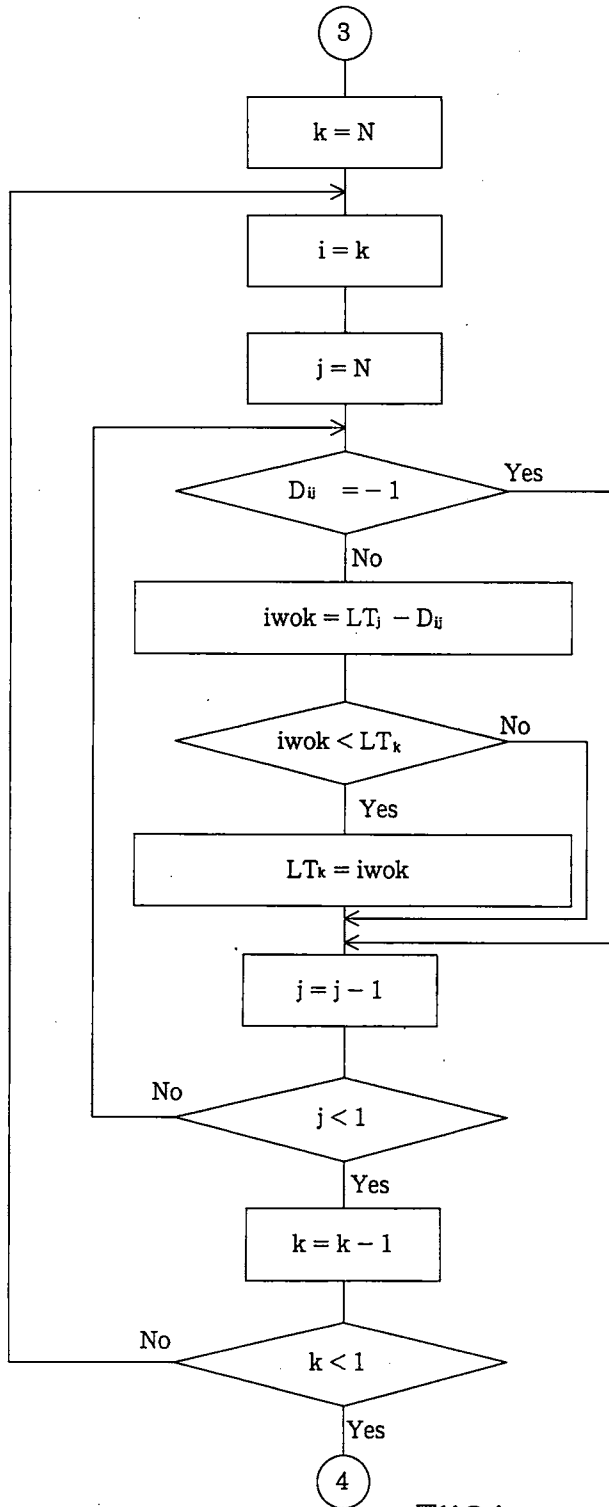 3
k = N
i = k
j = N
Dij = - 1
Yes
No
iwok = LTj - Dij
iwok < LTk
No
Yes
LTk = iwok
j = j - 1
No
j < 1
Yes
k = k - 1
No
k < 1
Yes
4